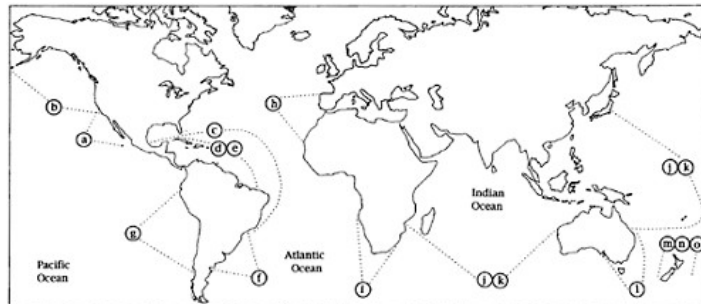 h
b
c
a
d e
j k
Indian
Ocean
g
m n o
Atlantic
Ocean
Pacific
Ocean
f
i
j k
l